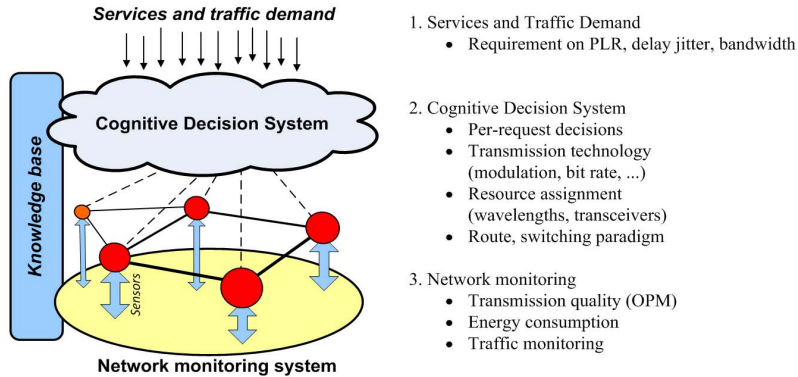 Services and traffic demand
Cognitive Decision System
Knowledge base
Sensors
Network monitoring system
1. Services and Traffic Demand
• Requirement on PLR, delay jitter, bandwidth
2. Cognitive Decision System
• Per-request decisions
• Transmission technology
(modulation, bit rate, ...)
• Resource assignment
(wavelengths, transceivers)
• Route, switching paradigm
3. Network monitoring
• Transmission quality (OPM)
• Energy consumption
• Traffic monitoring